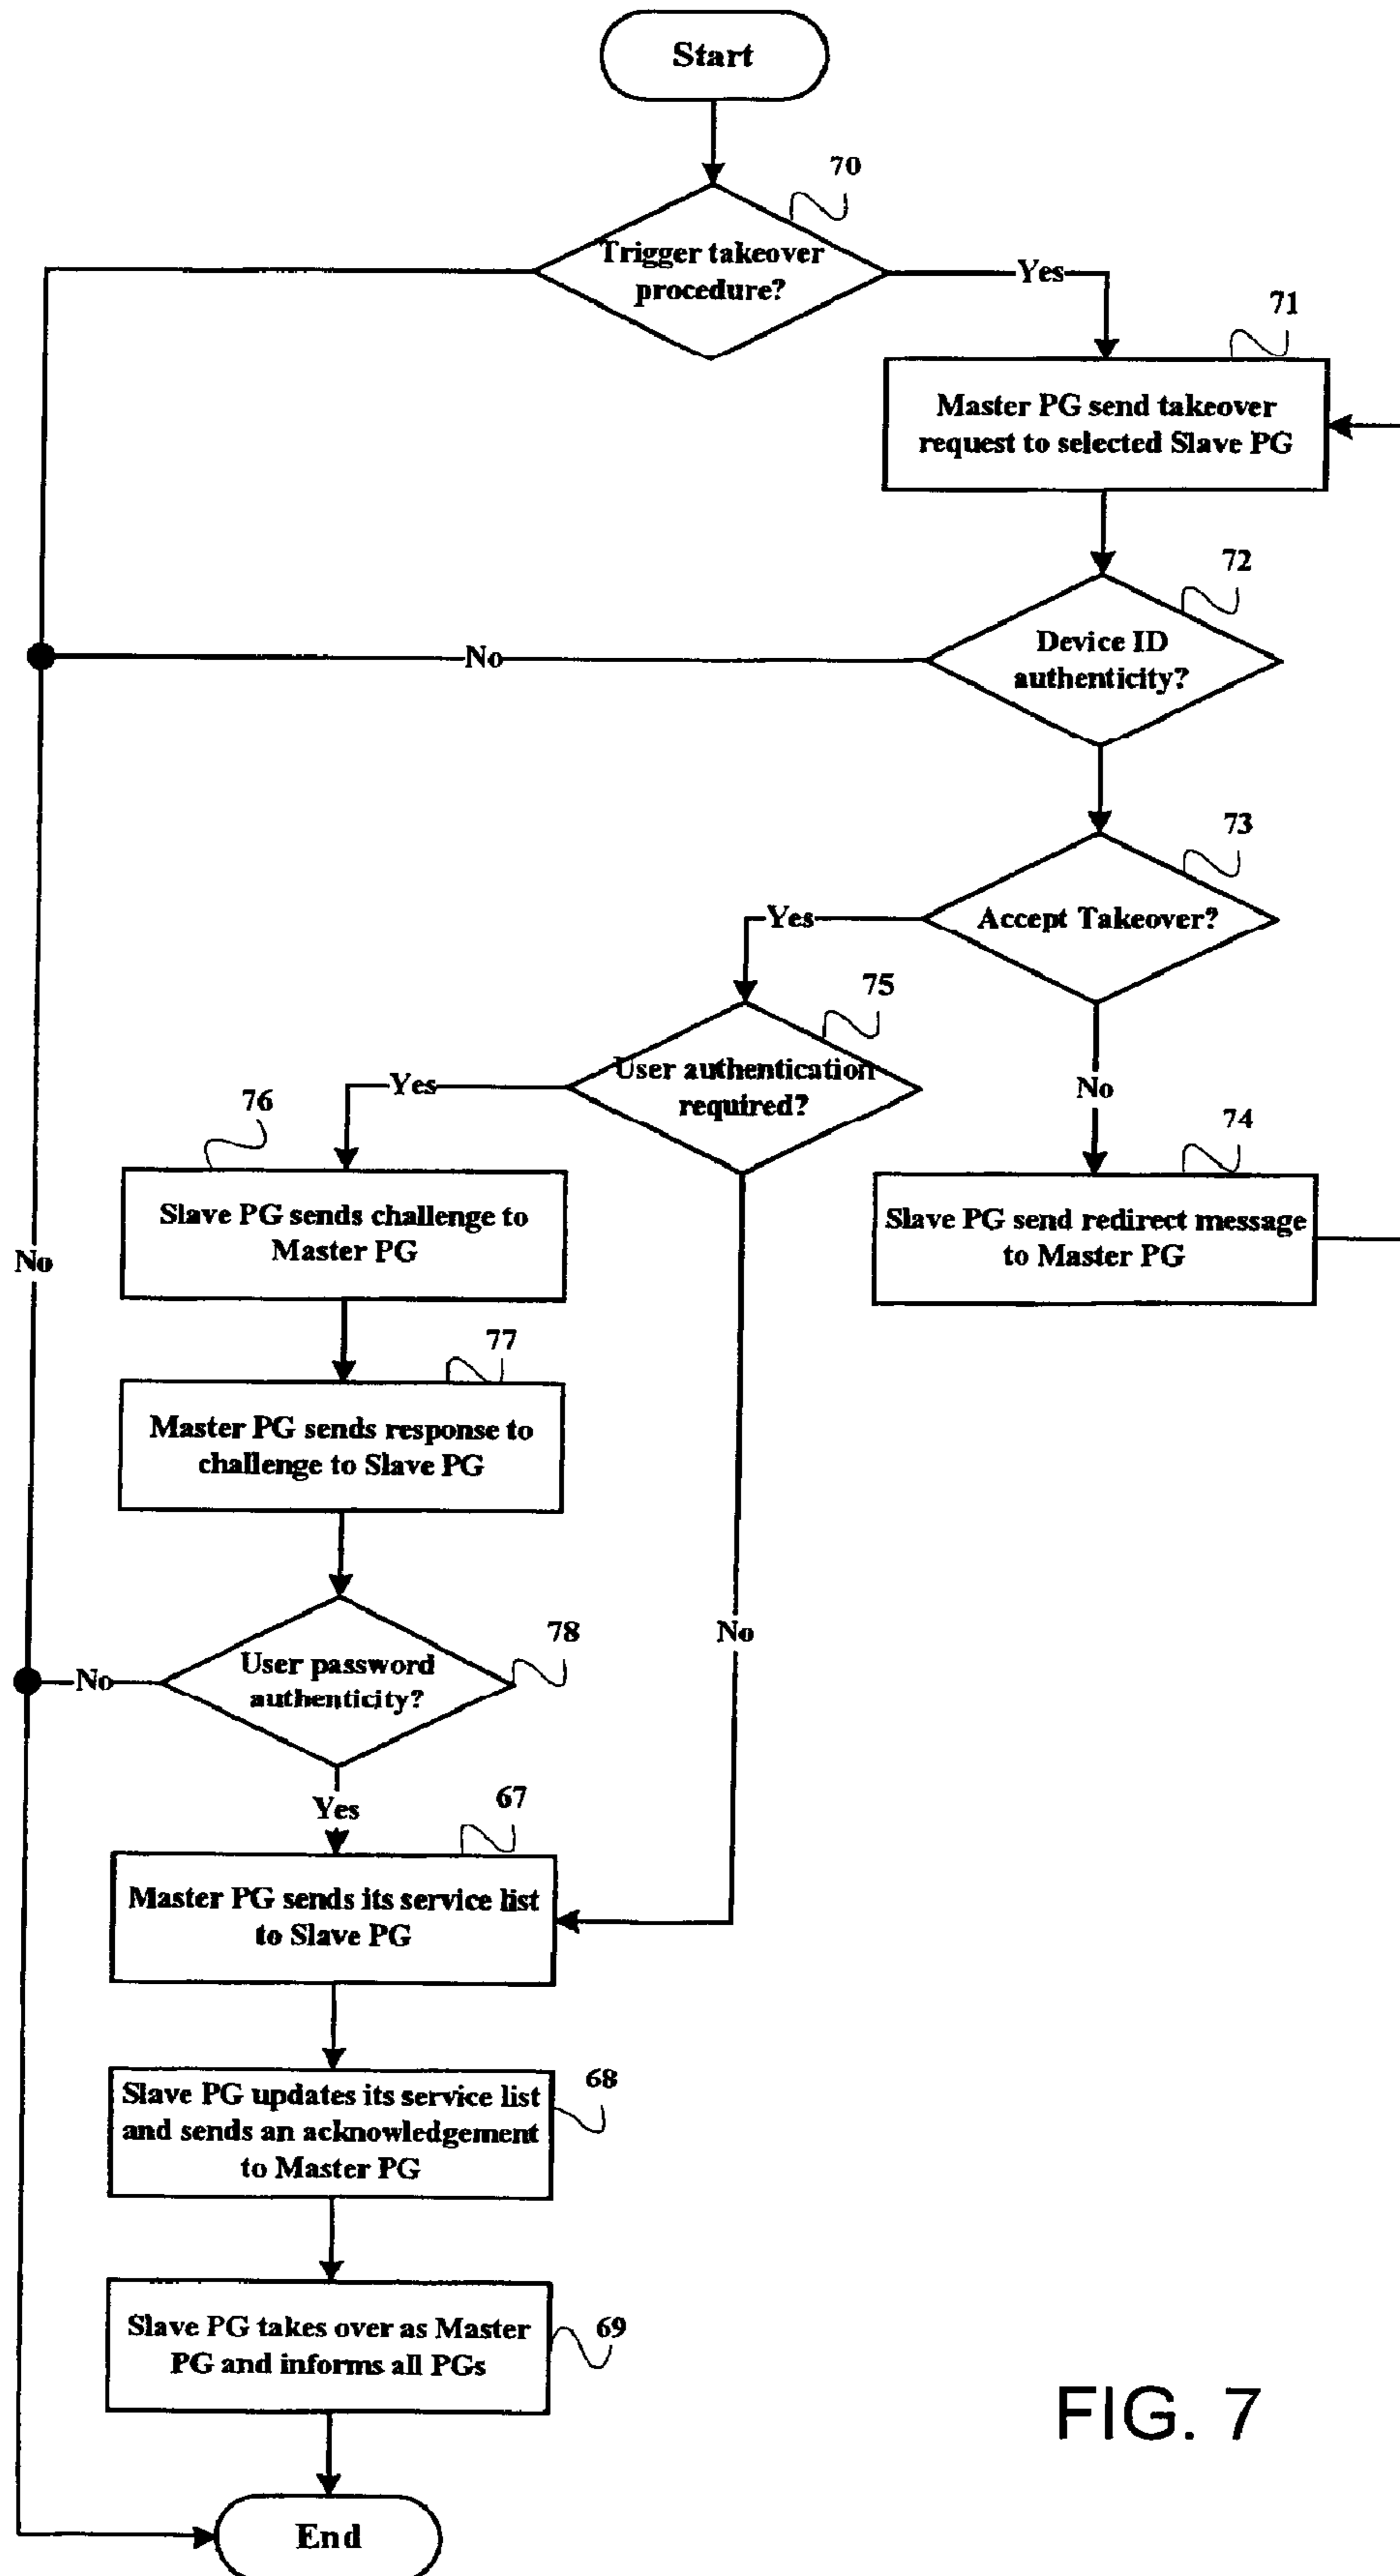 Start
70
Trigger takeover
procedure?
Yes
71
Master PG send takeover
request to selected Slave PG
72
Device ID
authenticity?
No
73
Accept Takeover?
Yes
75
User authentication
required?
Yes
No
76
74
Slave PG sends challenge to
Master PG
Slave PG send redirect message
to Master PG
No
77
Master PG sends response to
challenge to Slave PG
78
No
User password
authenticity?
No
Yes
67
Master PG sends its service list
to Slave PG
68
Slave PG updates its service list
and sends an acknowledgement
to Master PG
69
Slave PG takes over as Master
PG and informs all PGs
FIG. 7
End